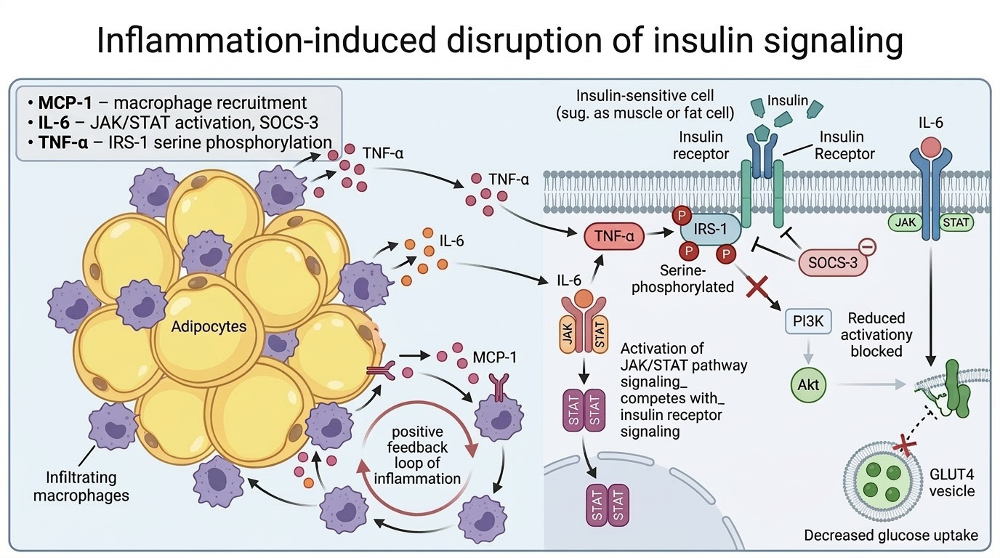 Inflammation-induced disruption of insulin signaling
• MCP-1 – macrophage recruitment
• IL-6 – JAK/STAT activation, SOCS-3
• TNF-α – IRS-1 serine phosphorylation
TNF-α
TNF-α
IL-6
Adipocytes
MCP-1
positive
feedback
loop of
inflammation
Infiltrating
macrophages
Insulin-sensitive cell
(sug. as muscle or fat cell)
Insulin
Insulin
receptor
Insulin
Receptor
IL-6
JAK
STAT
TNF-α
P
IRS-1
P
P
Serine-
phosphorylated
SOCS-3
IL-6
JAK
STAT
PI3K
Reduced
activationy
blocked
Akt
Activation of
JAK/STAT pathway
signaling_
competes with_
insulin receptor
signaling
STAT
STAT
STAT
STAT
GLUT4
vesicle
Decreased glucose uptake